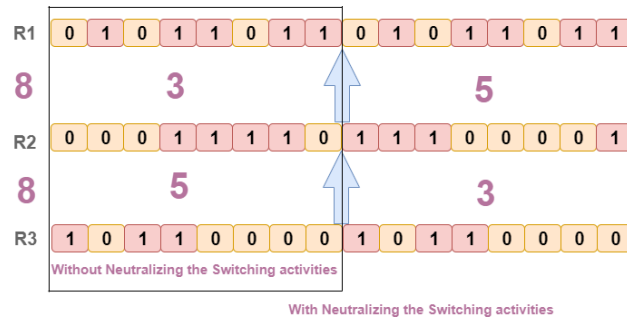 R1 0 1 0 1 1 0 1 1 0 1 0 1 1 0 1 1
8 3 5
R2 0 0 0 1 1 1 1 0 1 1 1 0 0 0 0 1
8 5 3
R3 1 0 1 1 0 0 0 0 1 0 1 1 0 0 0 0
Without Neutralizing the Switching activities
With Neutralizing the Switching activities